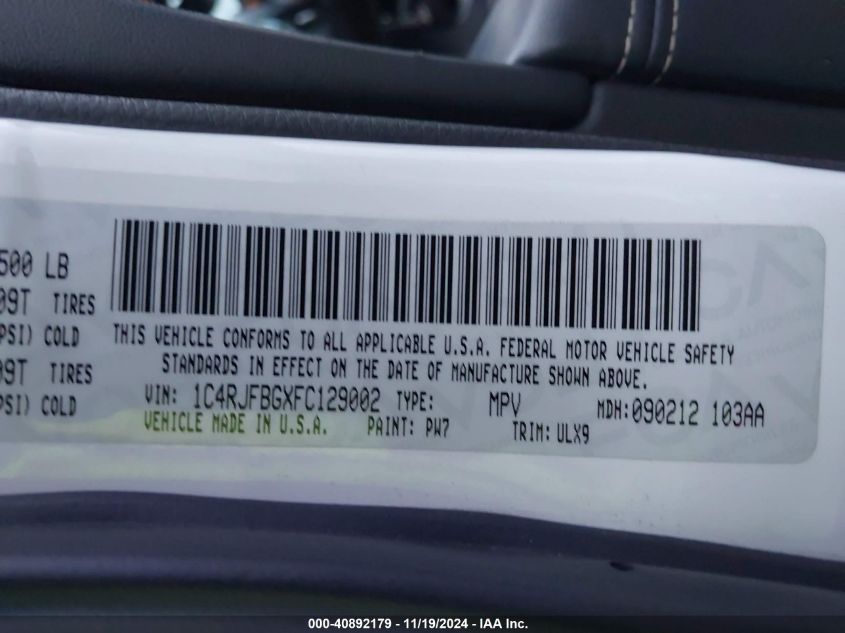 500 LB
09T TIRES
PSI) COLD
09T TIRES
PSI) COLD
THIS VEHICLE CONFORMS TO ALL APPLICABLE U.S.A. FEDERAL MOTOR VEHICLE SAFETY
STANDARDS IN EFFECT ON THE DATE OF MANUFACTURE SHOWN ABOVE.
VIN: 1C4RJFBGXFC129002 TYPE: MPV MDH:090212 103AA
VEHICLE MADE IN U.S.A. PAINT: PW7 TRIM: ULX9
000-40892179 - 11/19/2024 - IAA Inc.